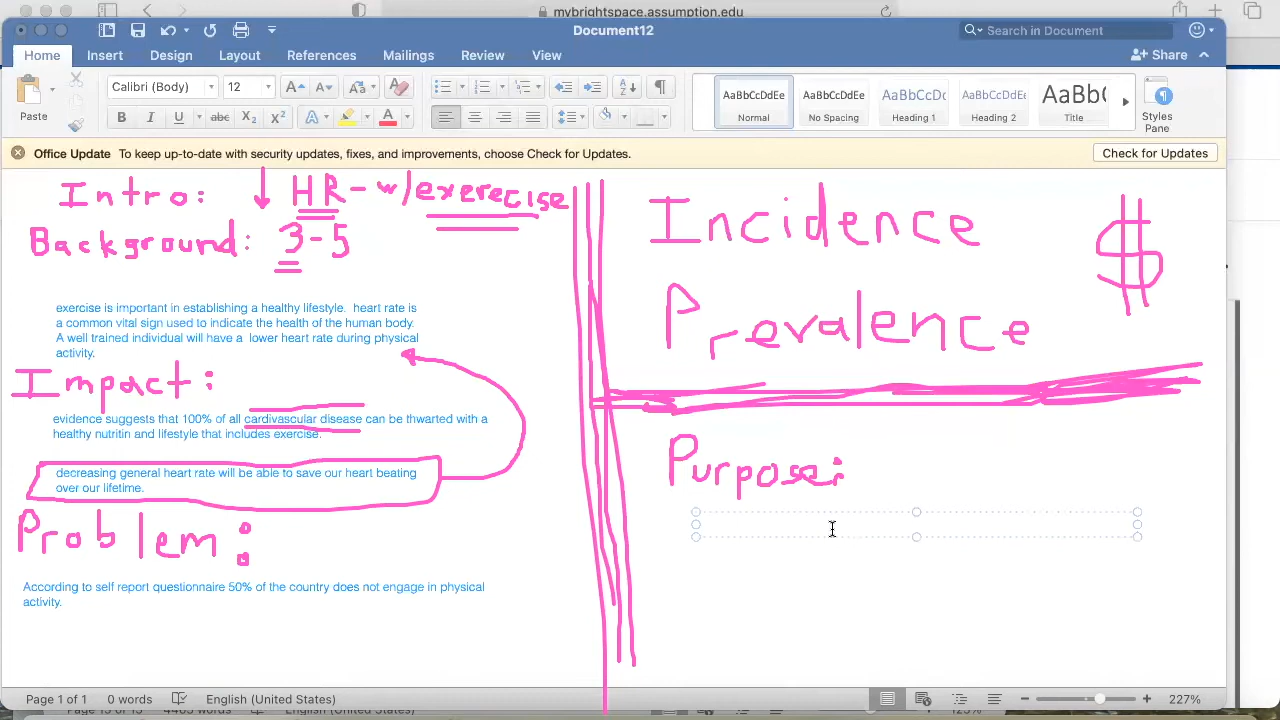 mybrightspace.assumption.edu
Document12
Search in Document
Home Insert Design Layout References Mailings Review View
Share
Paste
Calibri (Body) 12
B I U abc X2 X2
AaBbCcDdEe AaBbCcDdEe AaBbCcDc AaBbCcDdEe AaBb(
Normal No Spacing Heading 1 Heading 2 Title
Styles
Pane
Office Update To keep up-to-date with security updates, fixes, and improvements, choose Check for Updates.
Check for Updates
Intro: ↓ HR- w/exerecise
Background: 3-5
exercise is important in establishing a healthy lifestyle. heart rate is
a common vital sign used to indicate the health of the human body.
A well trained individual will have a lower heart rate during physical
activity.
Impact:
evidence suggests that 100% of all cardivascular disease can be thwarted with a
healthy nutritin and lifestyle that includes exercise.
decreasing general heart rate will be able to save our heart beating
over our lifetime.
Problem:
According to self report questionnaire 50% of the country does not engage in physical
activity.
Incidence
$
Prevalence
Purpose:
Page 1 of 1 0 words English (United States)
227%